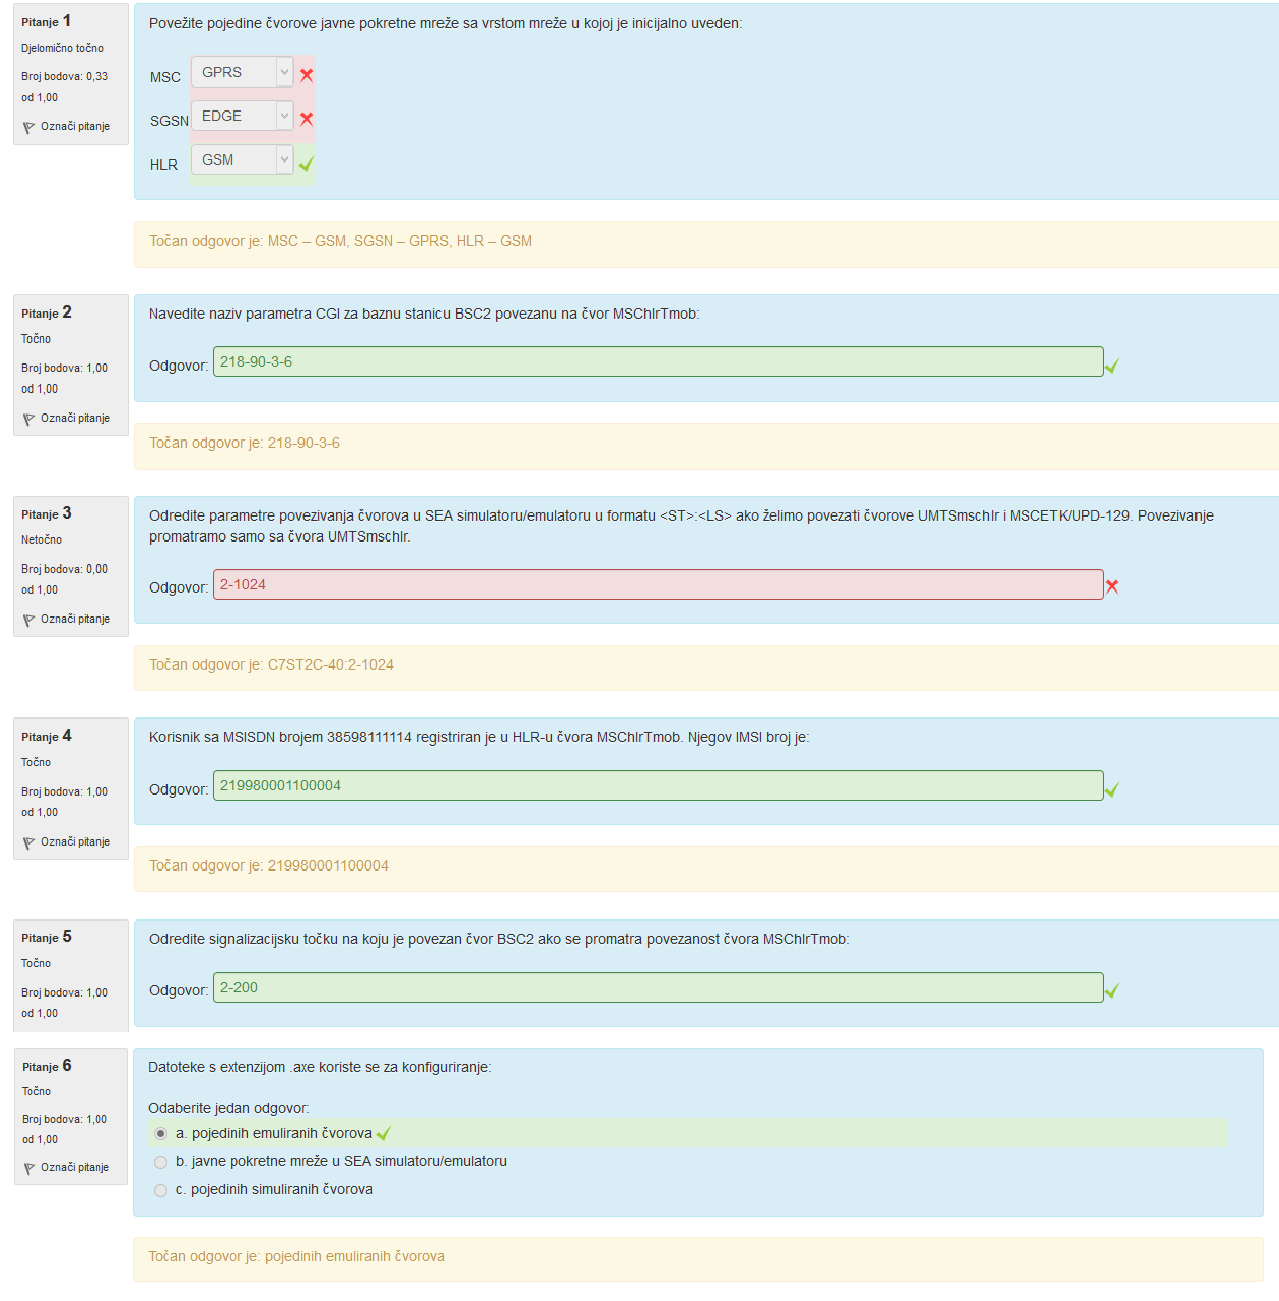 Pitanje 1
Djelomično točno
Broj bodova: 0,33
od 1,00
Označi pitanje
Povežite pojedine čvorove javne pokretne mreže sa vrstom mreže u kojoj je inicijalno uveden:
MSC GPRS
SGSN EDGE
HLR GSM
Točan odgovor je: MSC – GSM, SGSN – GPRS, HLR – GSM
Pitanje 2
Točno
Broj bodova: 1,00
od 1,00
Označi pitanje
Navedite naziv parametra CGI za baznu stanicu BSC2 povezanu na čvor MSChlrTmob:
Odgovor: 218-90-3-6
Točan odgovor je: 218-90-3-6
Pitanje 3
Netočno
Broj bodova: 0,00
od 1,00
Označi pitanje
Odredite parametre povezivanja čvorova u SEA simulatoru/emulatoru u formatu <ST>:<LS> ako želimo povezati čvorove UMTSmschlr i MSCETK/UPD-129. Povezivanje
promatramo samo sa čvora UMTSmschlr.
Odgovor: 2-1024
Točan odgovor je: C7ST2C-40:2-1024
Pitanje 4
Točno
Broj bodova: 1,00
od 1,00
Označi pitanje
Korisnik sa MSISDN brojem 38598111114 registriran je u HLR-u čvora MSChlrTmob. Njegov IMSI broj je:
Odgovor: 219980001100004
Točan odgovor je: 219980001100004
Pitanje 5
Točno
Broj bodova: 1,00
od 1,00
Odredite signalizacijsku točku na koju je povezan čvor BSC2 ako se promatra povezanost čvora MSChlrTmob:
Odgovor: 2-200
Pitanje 6
Točno
Broj bodova: 1,00
od 1,00
Označi pitanje
Datoteke s extenzijom .axe koriste se za konfiguriranje:
Odaberite jedan odgovor:
a. pojedinih emuliranih čvorova
b. javne pokretne mreže u SEA simulatoru/emulatoru
c. pojedinih simuliranih čvorova
Točan odgovor je: pojedinih emuliranih čvorova